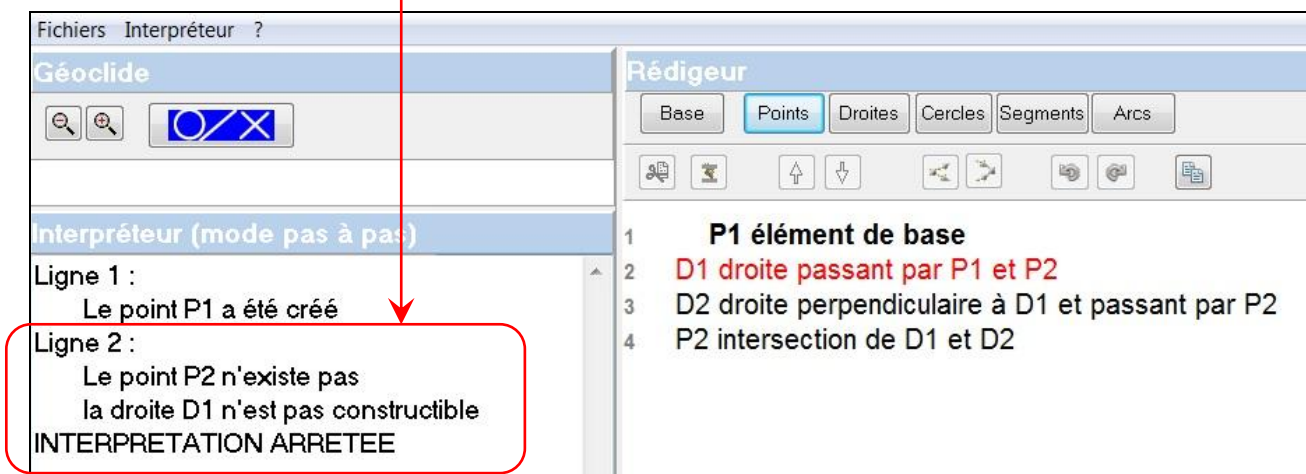 Fichiers Interpréteur ?
Géoclide
Interpréteur (mode pas à pas)
Ligne 1 :
Le point P1 a été créé
Ligne 2 :
Le point P2 n'existe pas
la droite D1 n'est pas constructible
INTERPRETATION ARRETEE
Rédigeur
Base Points Droites Cercles Segments Arcs
1 P1 élément de base
2 D1 droite passant par P1 et P2
3 D2 droite perpendiculaire à D1 et passant par P2
4 P2 intersection de D1 et D2